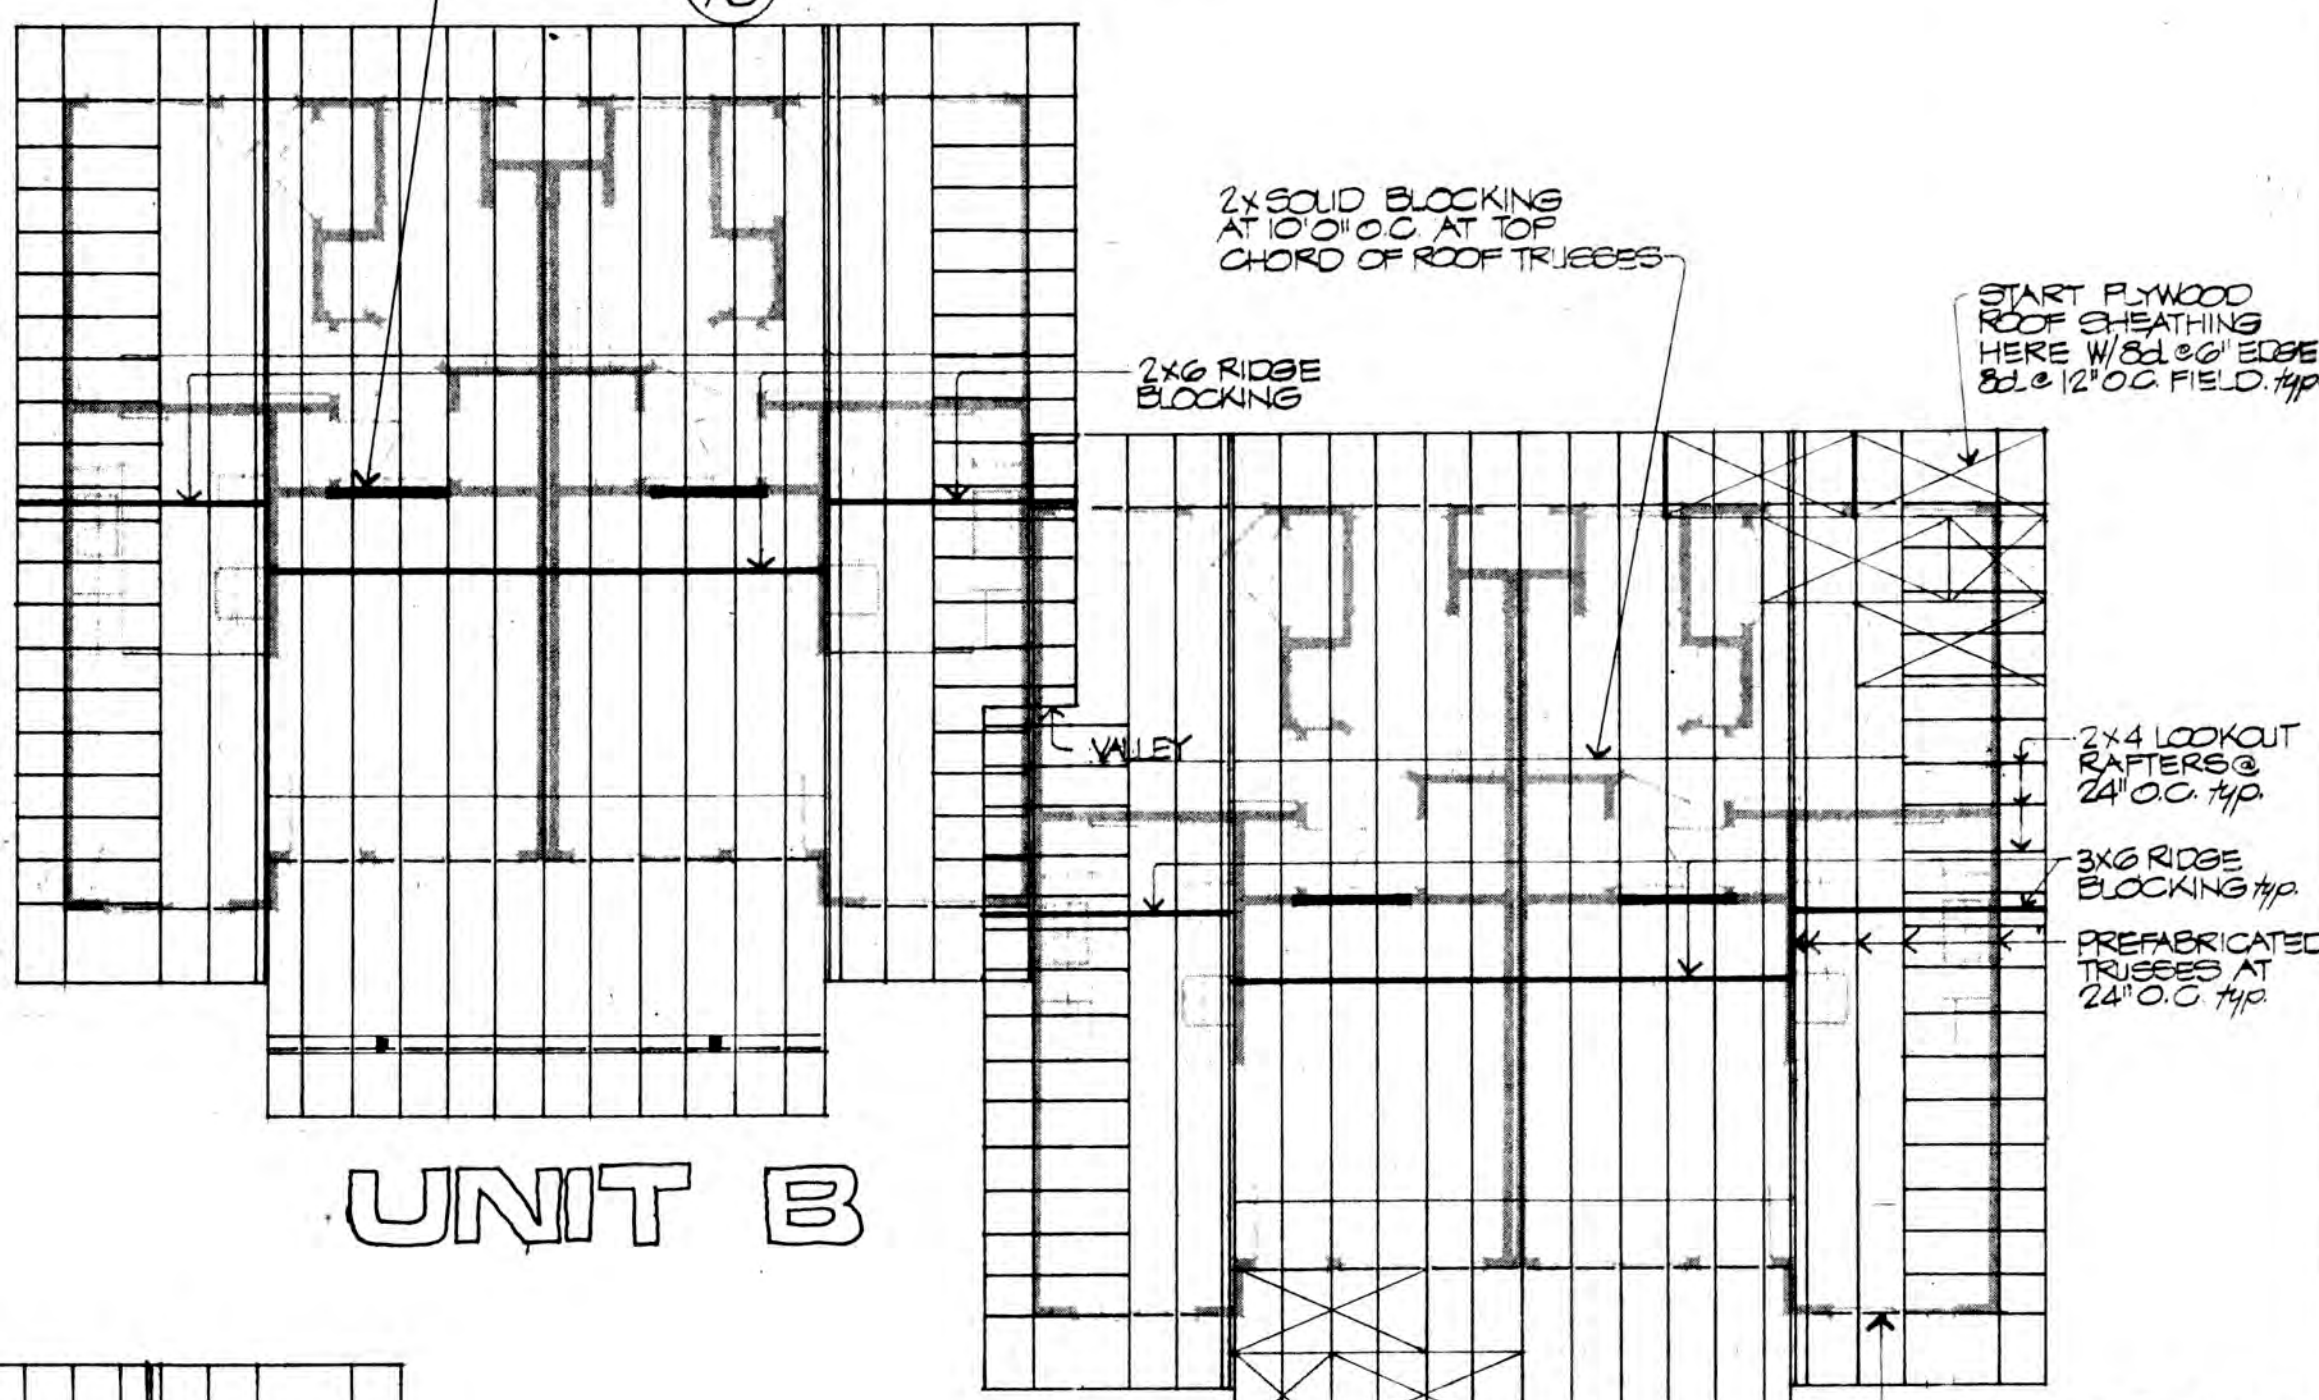 2X SOLID BLOCKING
AT 10'0" O.C. AT TOP
CHORD OF ROOF TRUSSES
START PLYWOOD
ROOF SHEATHING
HERE W/8d @ 6" EDGE
8d @ 12" O.C. FIELD. typ
2X6 RIDGE
BLOCKING
VALLEY
2X4 LOOKOUT
RAFTERS @
24" O.C. typ.
3X6 RIDGE
BLOCKING typ.
PREFABRICATED
TRUSSES AT
24" O.C. typ.
UNIT B